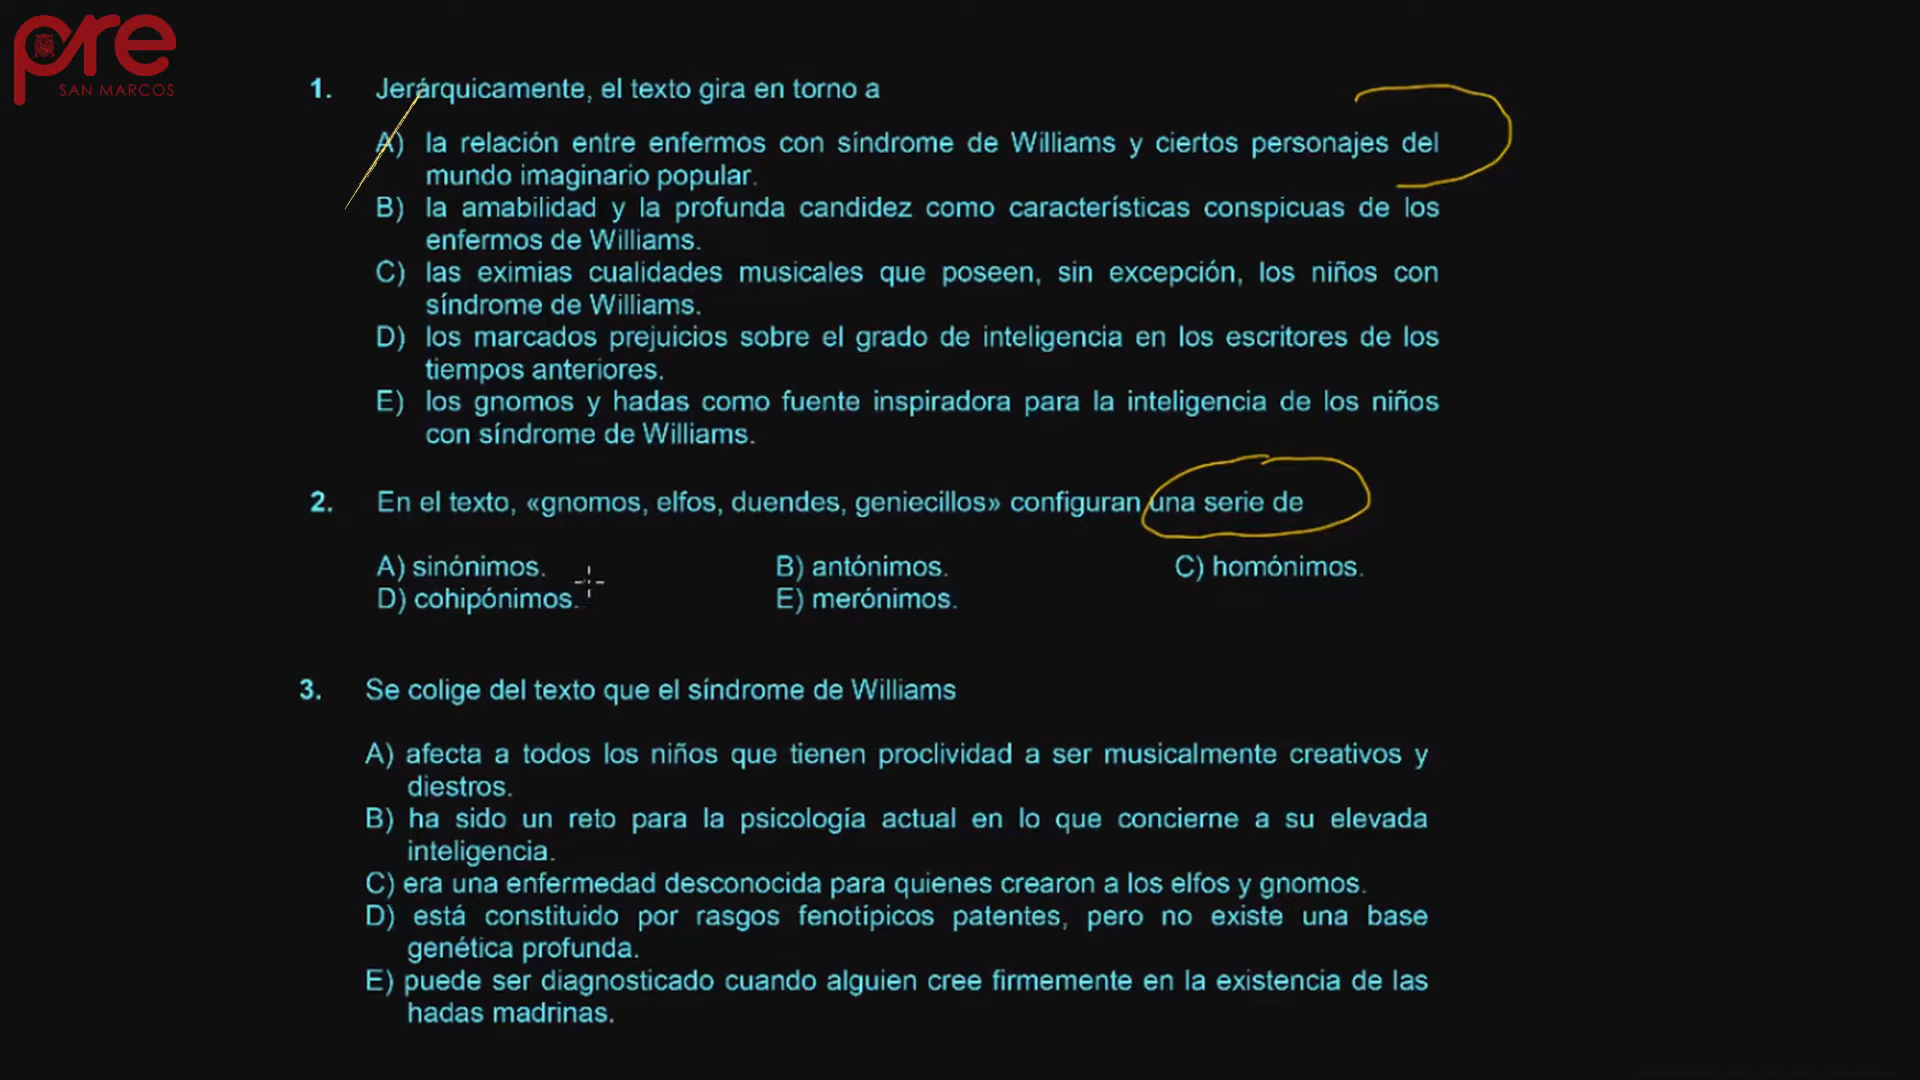 pre
SAN MARCOS
1. Jerárquicamente, el texto gira en torno a
A) la relación entre enfermos con síndrome de Williams y ciertos personajes del
mundo imaginario popular.
B) la amabilidad y la profunda candidez como características conspicuas de los
enfermos de Williams.
C) las eximias cualidades musicales que poseen, sin excepción, los niños con
síndrome de Williams.
D) los marcados prejuicios sobre el grado de inteligencia en los escritores de los
tiempos anteriores.
E) los gnomos y hadas como fuente inspiradora para la inteligencia de los niños
con síndrome de Williams.
2. En el texto, «gnomos, elfos, duendes, geniecillos» configuran una serie de
A) sinónimos. B) antónimos. C) homónimos.
D) cohipónimos. E) merónimos.
3. Se colige del texto que el síndrome de Williams
A) afecta a todos los niños que tienen proclividad a ser musicalmente creativos y
diestros.
B) ha sido un reto para la psicología actual en lo que concierne a su elevada
inteligencia.
C) era una enfermedad desconocida para quienes crearon a los elfos y gnomos.
D) está constituido por rasgos fenotípicos patentes, pero no existe una base
genética profunda.
E) puede ser diagnosticado cuando alguien cree firmemente en la existencia de las
hadas madrinas.